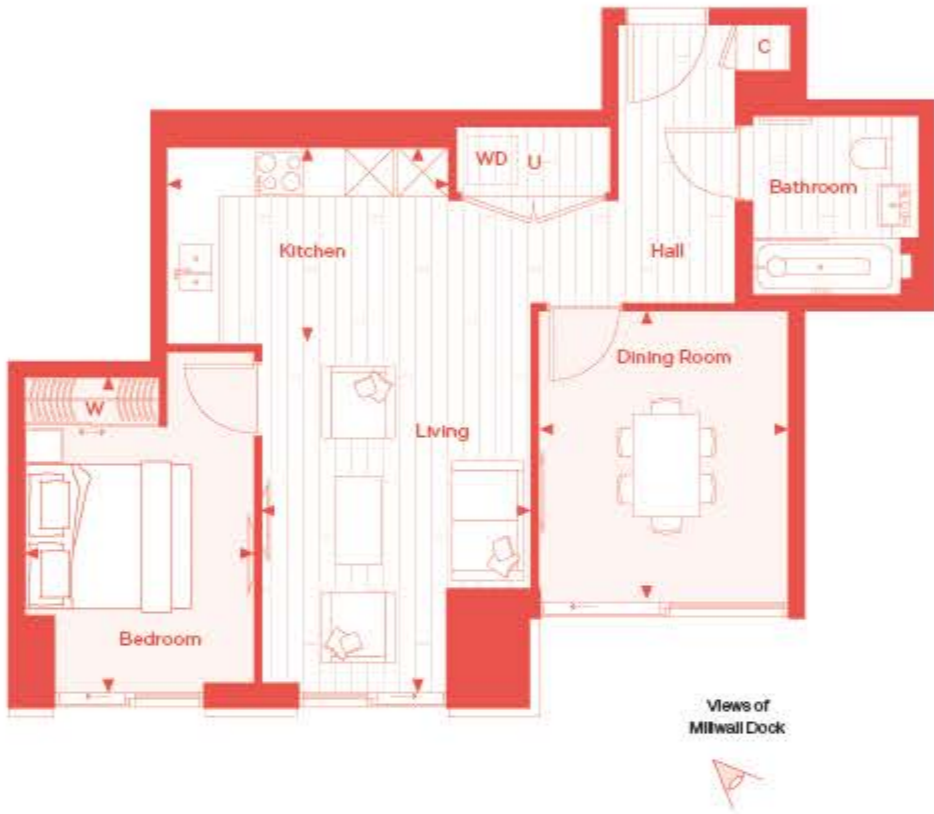 C
WD
U
Bathroom
Kitchen
Hall
Dining Room
W
Living
Bedroom
Views of
Millwall Dock